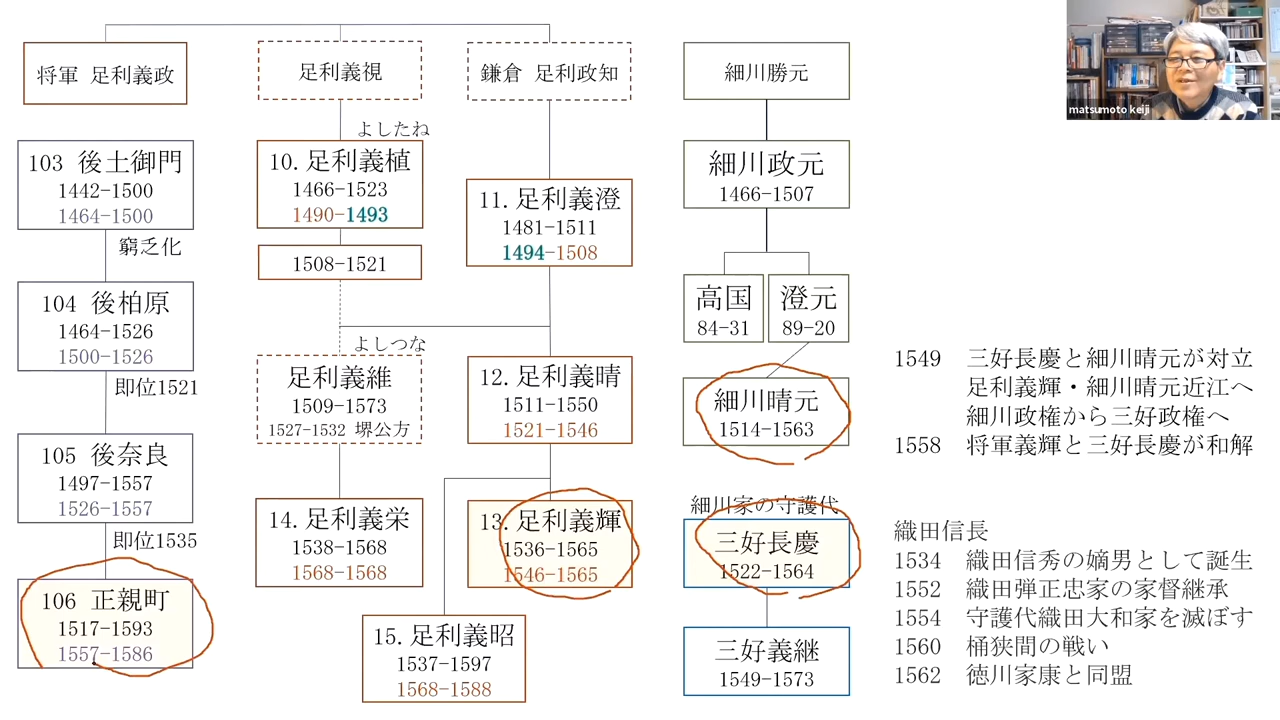 将軍 足利義政
足利義視
鎌倉 足利政知
細川勝元
matsumoto keiji
103 後土御門
1442-1500
1464-1500
窮乏化
104 後柏原
1464-1526
1500-1526
即位1521
105 後奈良
1497-1557
1526-1557
即位1535
106 正親町
1517-1593
1557-1586
よしたね
10.足利義植
1466-1523
1490-1493
1508-1521
よしつな
足利義維
1509-1573
1527-1532 堺公方
14.足利義栄
1538-1568
1568-1568
11.足利義澄
1481-1511
1494-1508
12.足利義晴
1511-1550
1521-1546
13.足利義輝
1536-1565
1546-1565
15.足利義昭
1537-1597
1568-1588
細川政元
1466-1507
高国
84-31
澄元
89-20
細川晴元
1514-1563
細川家の守護代
三好長慶
1522-1564
三好義継
1549-1573
1549 三好長慶と細川晴元が対立
足利義輝・細川晴元近江へ
細川政権から三好政権へ
1558 将軍義輝と三好長慶が和解
織田信長
1534 織田信秀の嫡男として誕生
1552 織田弾正忠家の家督継承
1554 守護代織田大和家を滅ぼす
1560 桶狭間の戦い
1562 徳川家康と同盟